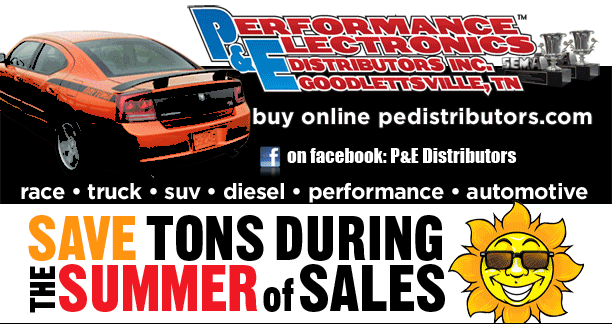 PERFORMANCE™
P&ELECTRONICS
DISTRIBUTORS INC.
GOODLETTSVILLE, TN
SEMA
buy online pedistributors.com
f on facebook: P&E Distributors
race • truck • suv • diesel • performance • automotive
SAVE TONS DURING
THE SUMMER of SALES